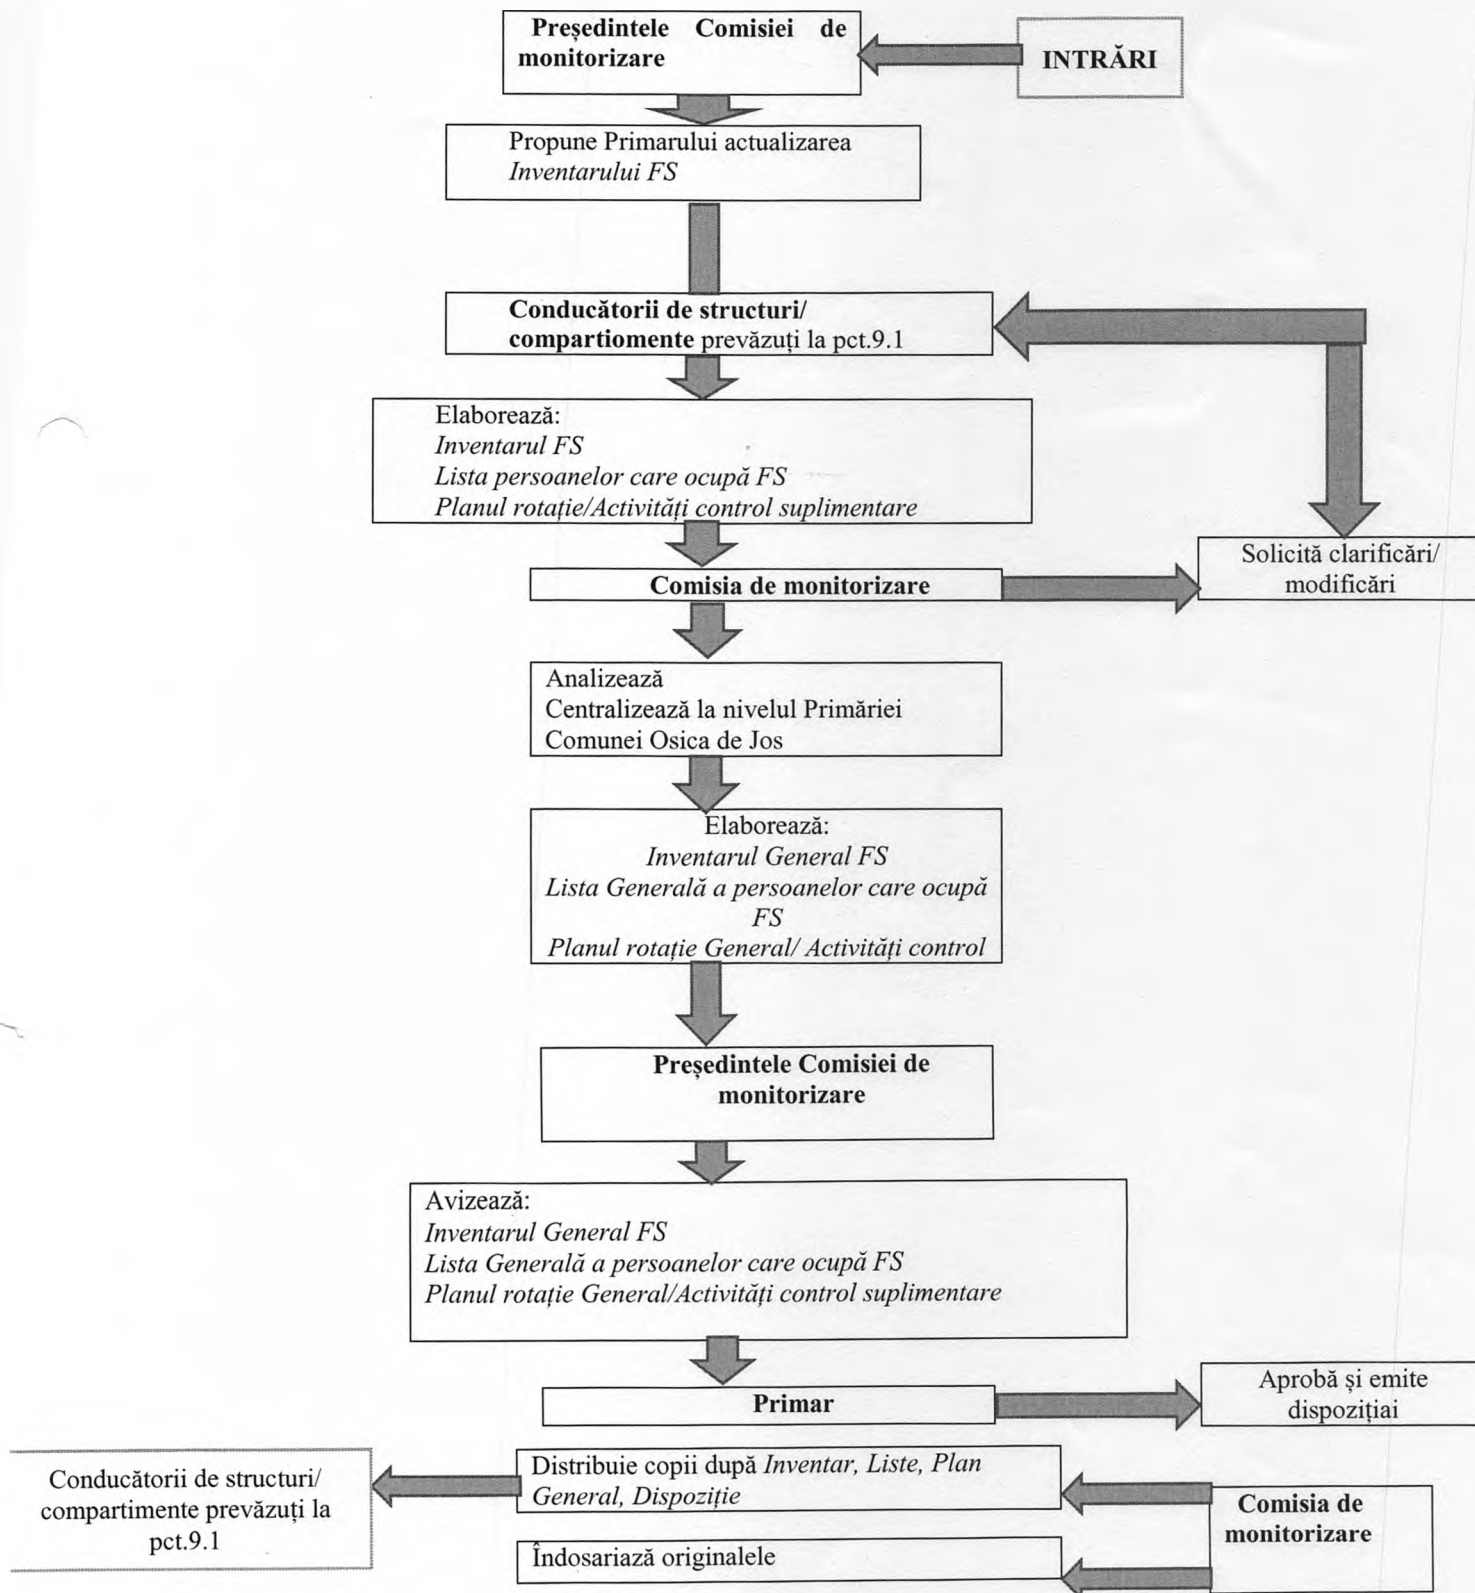 Președintele Comisiei de
monitorizare
INTRĂRI
Propune Primarului actualizarea
Inventarului FS
Conducătorii de structuri/
compartiomente prevăzuți la pct.9.1
Elaborează:
Inventarul FS
Lista persoanelor care ocupă FS
Planul rotație/Activități control suplimentare
Solicită clarificări/
modificări
Comisia de monitorizare
Analizează
Centralizează la nivelul Primăriei
Comunei Osica de Jos
Elaborează:
Inventarul General FS
Lista Generală a persoanelor care ocupă
FS
Planul rotație General/ Activități control
Președintele Comisiei de
monitorizare
Avizează:
Inventarul General FS
Lista Generală a persoanelor care ocupă FS
Planul rotație General/Activități control suplimentare
Primar
Aprobă și emite
dispozițiai
Conducătorii de structuri/
compartimente prevăzuți la
pct.9.1
Distribuie copii după Inventar, Liste, Plan
General, Dispoziție
Comisia de
monitorizare
Îndosariază originalele